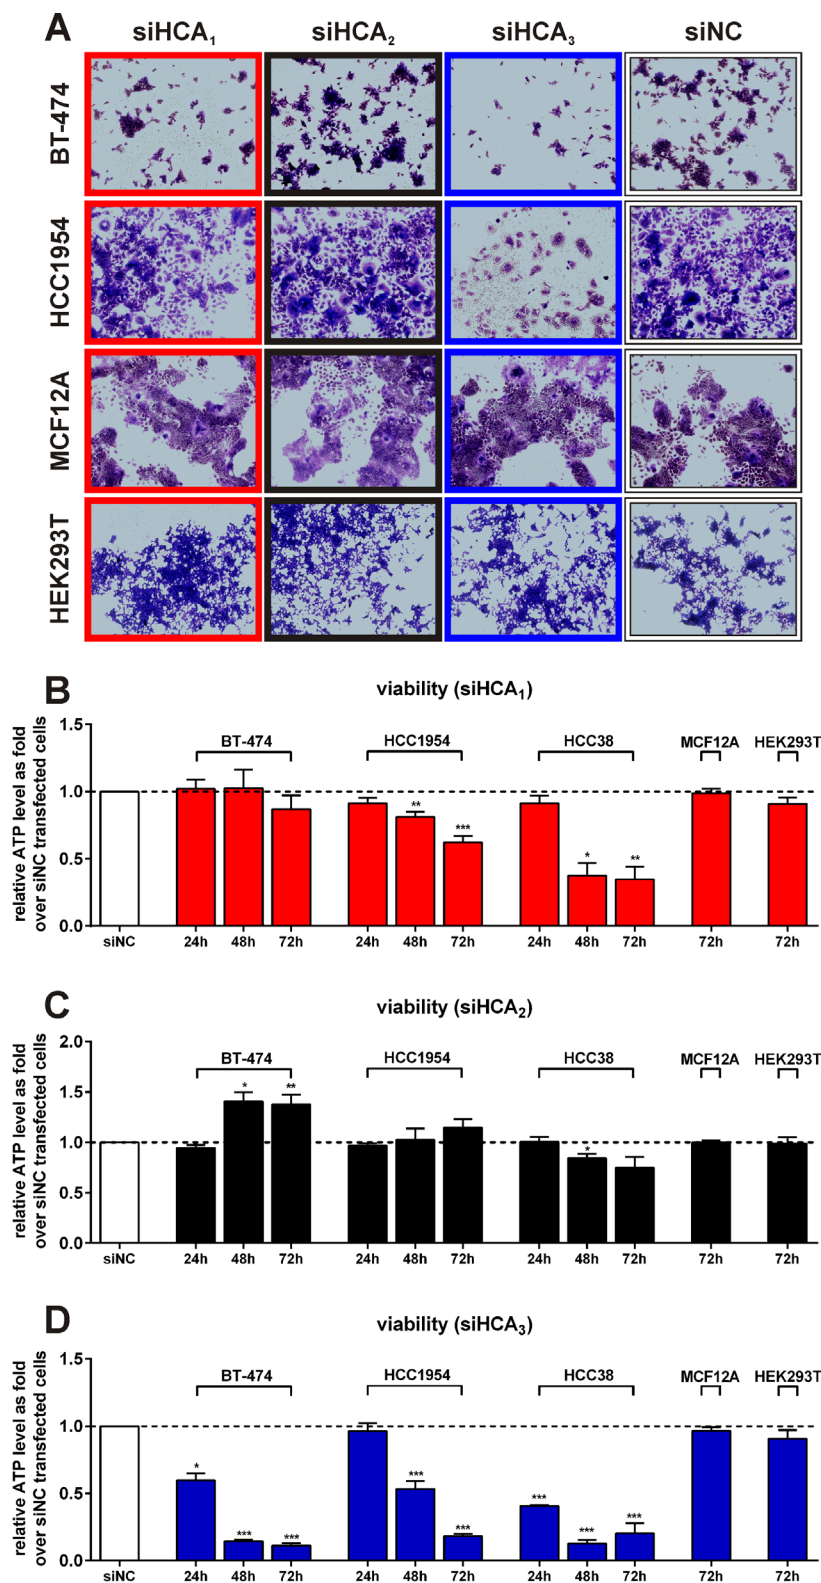 A
siHCA1 siHCA2 siHCA3 siNC
BT-474
HCC1954
MCF12A
HEK293T
B
viability (siHCA1)
relative ATP level as fold
over siNC transfected cells
1.5
1.0
0.5
0.0
BT-474 HCC1954 HCC38 MCF12A HEK293T
** *** * **
siNC 24h 48h 72h 24h 48h 72h 24h 48h 72h 72h 72h
C
viability (siHCA2)
relative ATP level as fold
over siNC transfected cells
2.0
1.5
1.0
0.5
0.0
BT-474 HCC1954 HCC38 MCF12A HEK293T
* ** *
siNC 24h 48h 72h 24h 48h 72h 24h 48h 72h 72h 72h
D
viability (siHCA3)
relative ATP level as fold
over siNC transfected cells
1.5
1.0
0.5
0.0
BT-474 HCC1954 HCC38 MCF12A HEK293T
* *** *** *** *** *** *** ***
siNC 24h 48h 72h 24h 48h 72h 24h 48h 72h 72h 72h